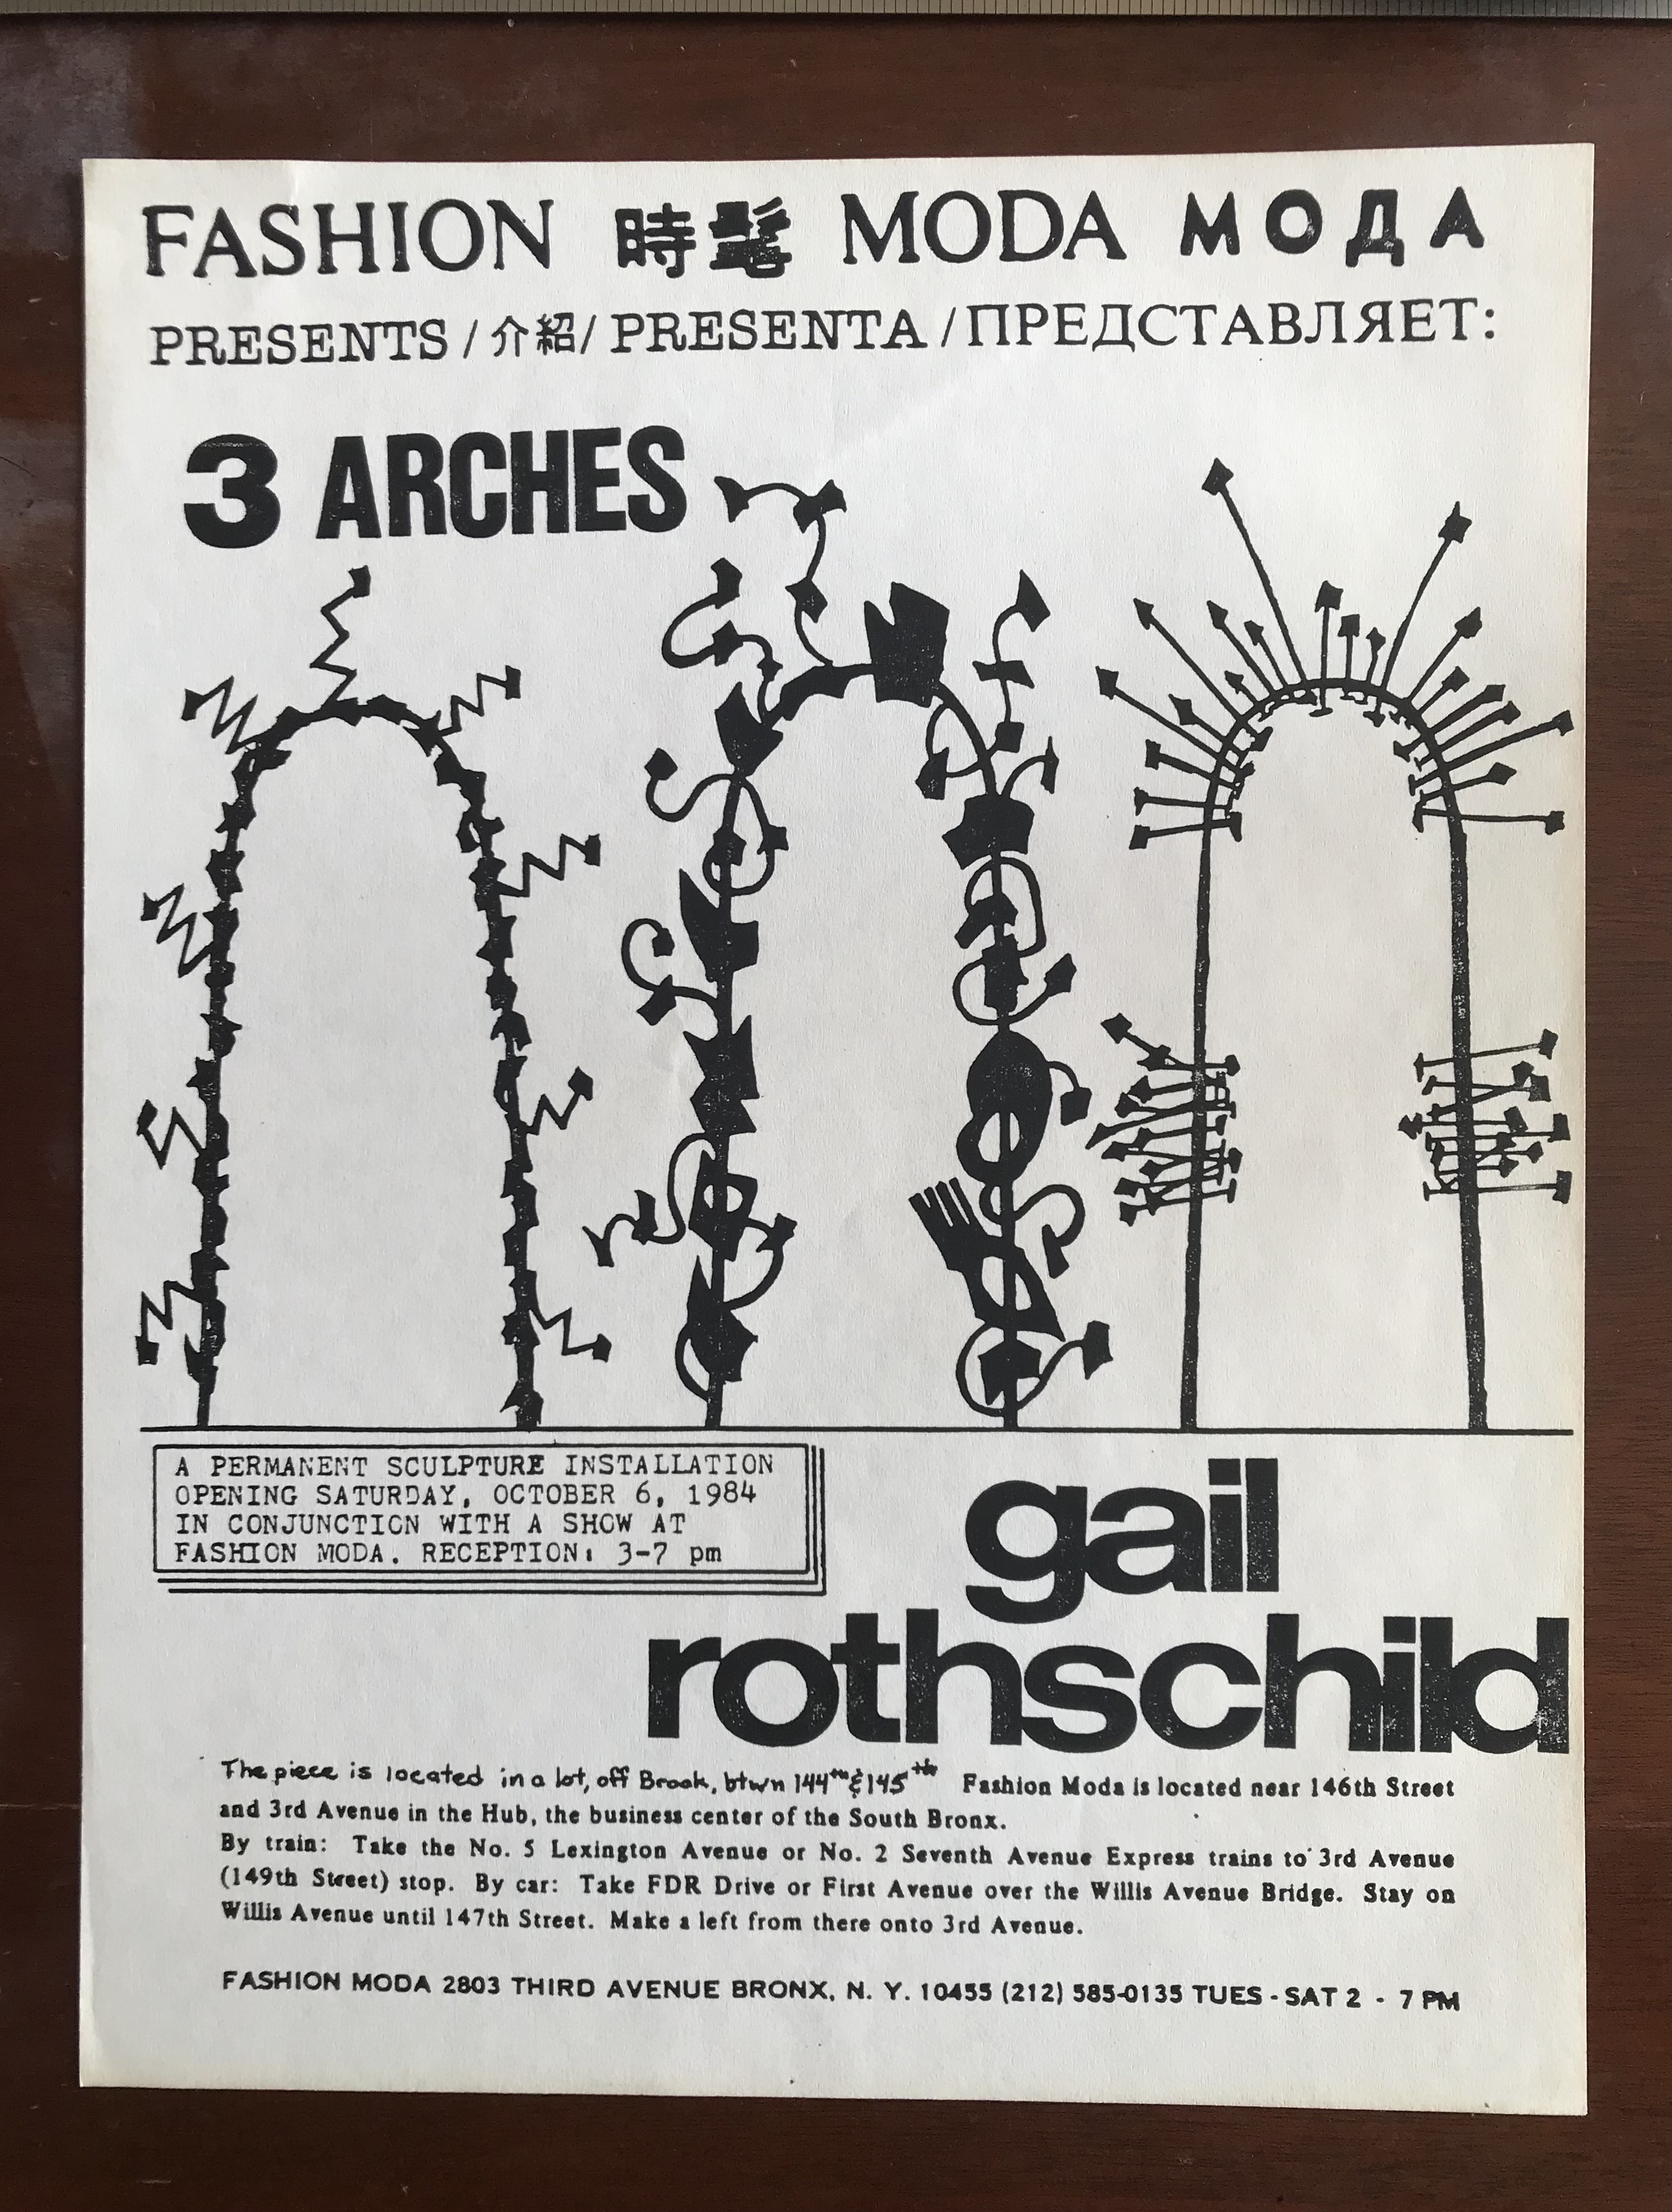 FASHION 時髦 MODA МОДА
PRESENTS / 介紹 / PRESENTA / ПРЕДСТАВЛЯЕТ:
3 ARCHES
A PERMANENT SCULPTURE INSTALLATION
OPENING SATURDAY, OCTOBER 6, 1984
IN CONJUNCTION WITH A SHOW AT
FASHION MODA. RECEPTION: 3-7 pm
gail
rothschild
The piece is located in a lot, off Brook, btwn 144th & 145th Fashion Moda is located near 146th Street
and 3rd Avenue in the Hub, the business center of the South Bronx.
By train: Take the No. 5 Lexington Avenue or No. 2 Seventh Avenue Express trains to 3rd Avenue
(149th Street) stop. By car: Take FDR Drive or First Avenue over the Willis Avenue Bridge. Stay on
Willis Avenue until 147th Street. Make a left from there onto 3rd Avenue.
FASHION MODA 2803 THIRD AVENUE BRONX, N. Y. 10455 (212) 585-0135 TUES - SAT 2 - 7 PM